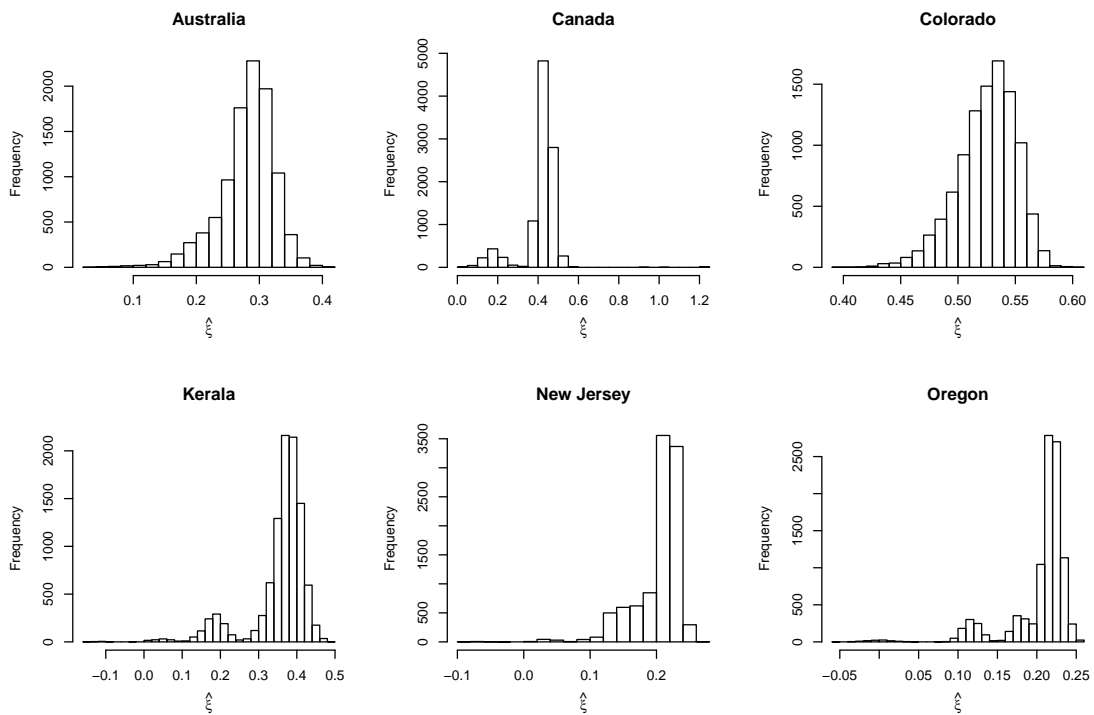 Australia
Frequency
0 500 1000 1500 2000
0.1 0.2 0.3 0.4
ξ̂
Canada
Frequency
0 1000 2000 3000 4000 5000
0.0 0.2 0.4 0.6 0.8 1.0 1.2
ξ̂
Colorado
Frequency
0 500 1000 1500
0.40 0.45 0.50 0.55 0.60
ξ̂
Kerala
Frequency
0 500 1000 1500 2000
−0.1 0.0 0.1 0.2 0.3 0.4 0.5
ξ̂
New Jersey
Frequency
0 500 1500 2500 3500
−0.1 0.0 0.1 0.2
ξ̂
Oregon
Frequency
0 500 1500 2500
−0.05 0.05 0.10 0.15 0.20 0.25
ξ̂